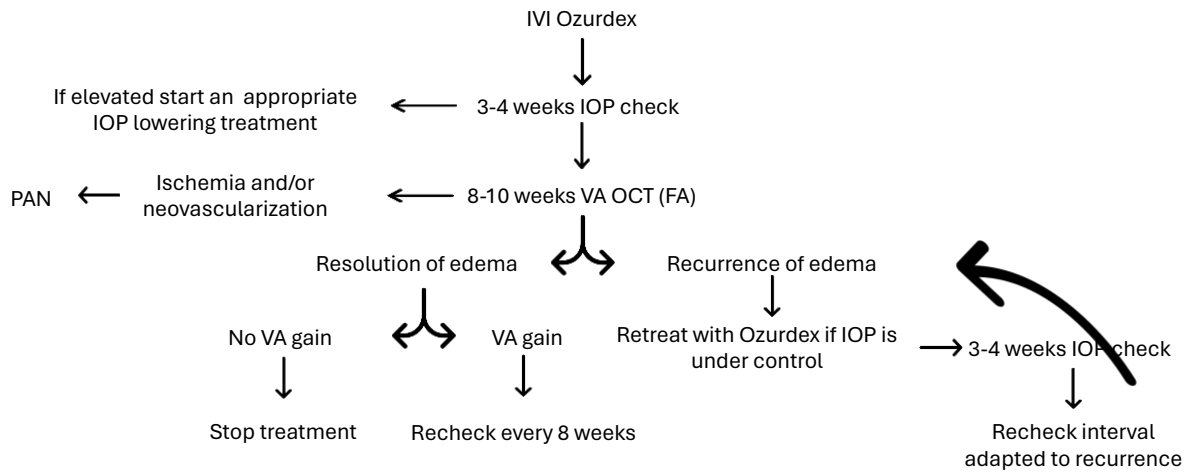 IVI Ozurdex
If elevated start an appropriate
IOP lowering treatment
3-4 weeks IOP check
PAN
Ischemia and/or
neovascularization
8-10 weeks VA OCT (FA)
Resolution of edema
Recurrence of edema
No VA gain
VA gain
Retreat with Ozurdex if IOP is
under control
3-4 weeks IOP check
Stop treatment
Recheck every 8 weeks
Recheck interval
adapted to recurrence